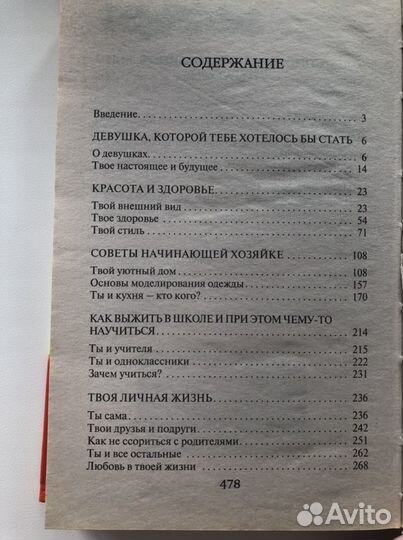 СОДЕРЖАНИЕ
Введение. 3
ДЕВУШКА, КОТОРОЙ ТЕБЕ ХОТЕЛОСЬ БЫ СТАТЬ 6
О девушках. 6
Твое настоящее и будущее 14
КРАСОТА И ЗДОРОВЬЕ. 23
Твой внешний вид 23
Твое здоровье 54
Твой стиль 71
СОВЕТЫ НАЧИНАЮЩЕЙ ХОЗЯЙКЕ 108
Твой уютный дом 108
Основы моделирования одежды 157
Ты и кухня — кто кого? 170
КАК ВЫЖИТЬ В ШКОЛЕ И ПРИ ЭТОМ ЧЕМУ-ТО
НАУЧИТЬСЯ 214
Ты и учителя 215
Ты и одноклассники 222
Зачем учиться? 231
ТВОЯ ЛИЧНАЯ ЖИЗНЬ 236
Ты сама 236
Твои друзья и подруги 242
Как не ссориться с родителями. 251
Ты и все остальные 262
Любовь в твоей жизни 268
478
Avito